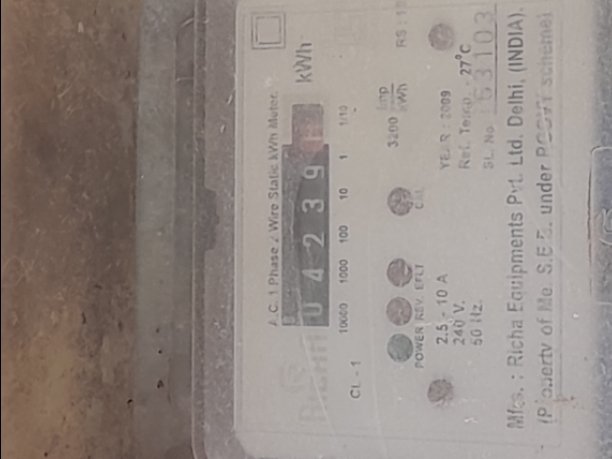 A.C. 1 Phase 2 Wire Static kWh Meter.
0 4 2 3 9
kWh
10000 1000 100 10 1 1/10
CL - 1
3200 imp
kWh
CAL
POWER REV. EFLT
2.5 - 10 A
240 V.
50 Hz.
YEAR : 2009
Ref. Temp. - 27°C
SL. No 63103
Mfrs. : Richa Equipments Pvt. Ltd. Delhi, (INDIA).
(Property of scheme)